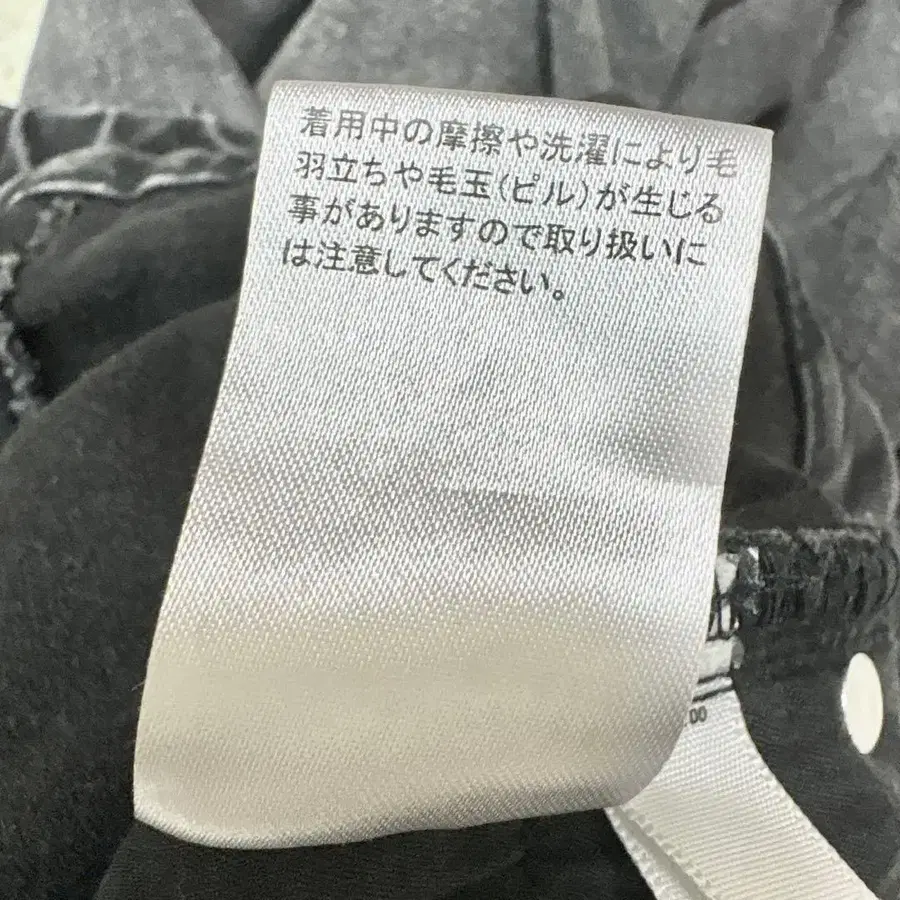 着用中の摩擦や洗濯により毛
羽立ちや毛玉(ピル)が生じる
事がありますので取り扱いに
は注意してください。
00